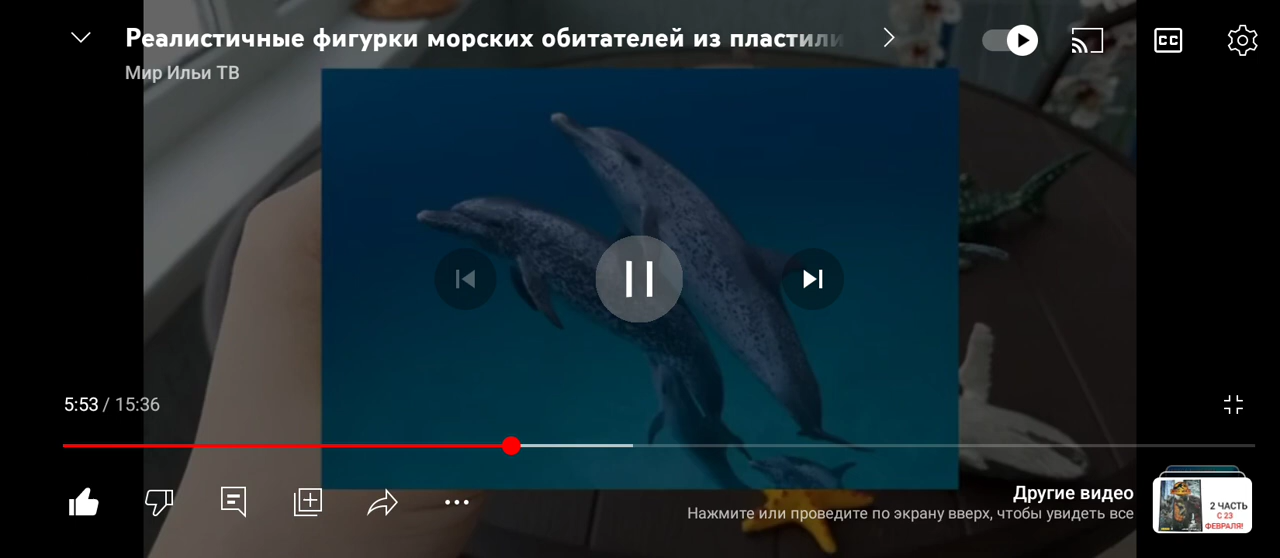 Реалистичные фигурки морских обитателей из пластили
Мир Ильи ТВ
CC
5:53 / 15:36
Другие видео
Нажмите или проведите по экрану вверх, чтобы увидеть все
2 ЧАСТЬ
С 23
ФЕВРАЛЯ!